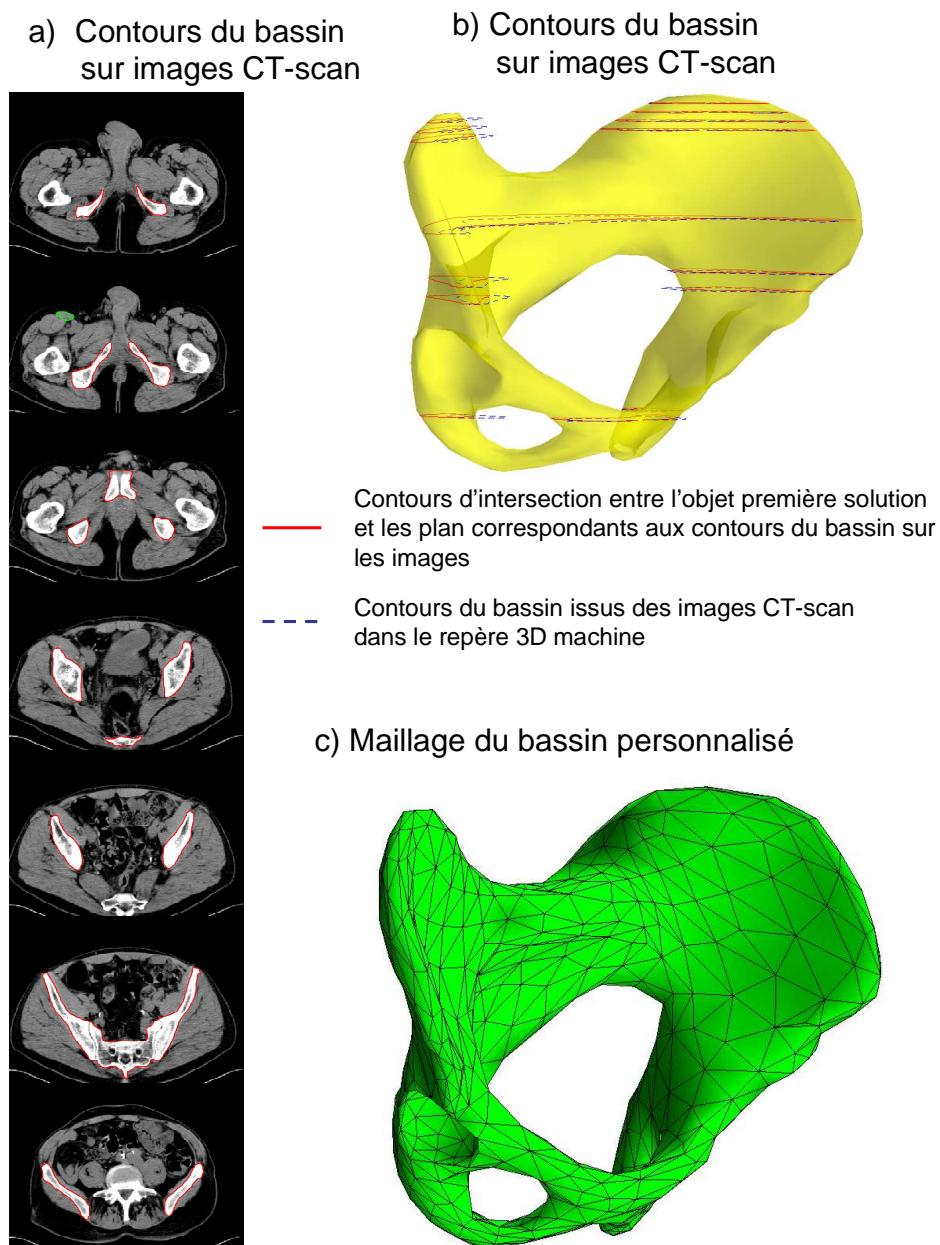 a) Contours du bassin
sur images CT-scan
b) Contours du bassin
sur images CT-scan
Contours d'intersection entre l'objet première solution
et les plan correspondants aux contours du bassin sur
les images
Contours du bassin issus des images CT-scan
dans le repère 3D machine
c) Maillage du bassin personnalisé